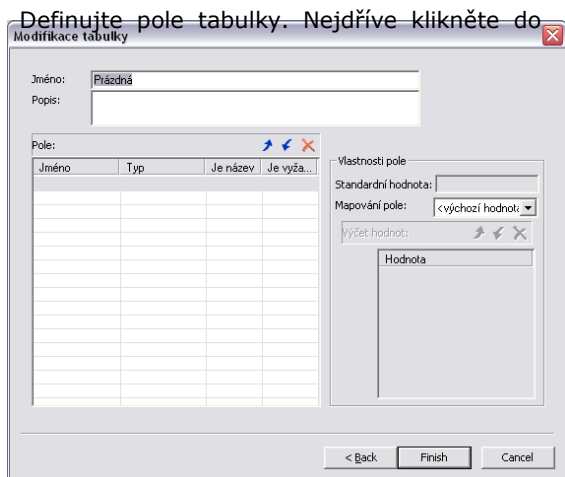 Definujte pole tabulky. Nejdříve klikněte do
Modifikace tabulky
Jméno: Prázdná
Popis:
Pole:
Jméno Typ Je název Je vyža...
Vlastnosti pole
Standardní hodnota:
Mapování pole: <výchozí hodnota
Výčet hodnot:
Hodnota
< Back Finish Cancel